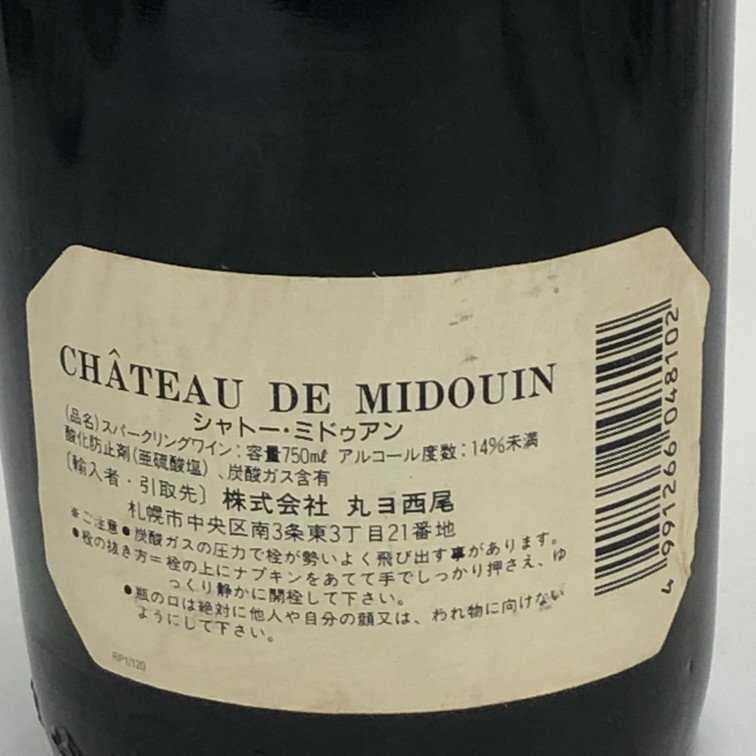 CHÂTEAU DE MIDOUIN
シャトー・ミドゥアン
(品名)スパークリングワイン:容量750mℓ アルコール度数:14%未満
酸化防止剤(亜硫酸塩)、炭酸ガス含有
〔輸入者・引取先〕株式会社 丸ヨ西尾
札幌市中央区南3条東3丁目21番地
※ご注意●炭酸ガスの圧力で栓が勢いよく飛び出す事があります。
●栓の抜き方=栓の上にナプキンをあてて手でしっかり押さえ、ゆ
っくり静かに開栓して下さい。
●瓶の口は絶対に他人や自分の顔又は、われ物に向けない
ようにして下さい。
RP1/120
4 991266 048102